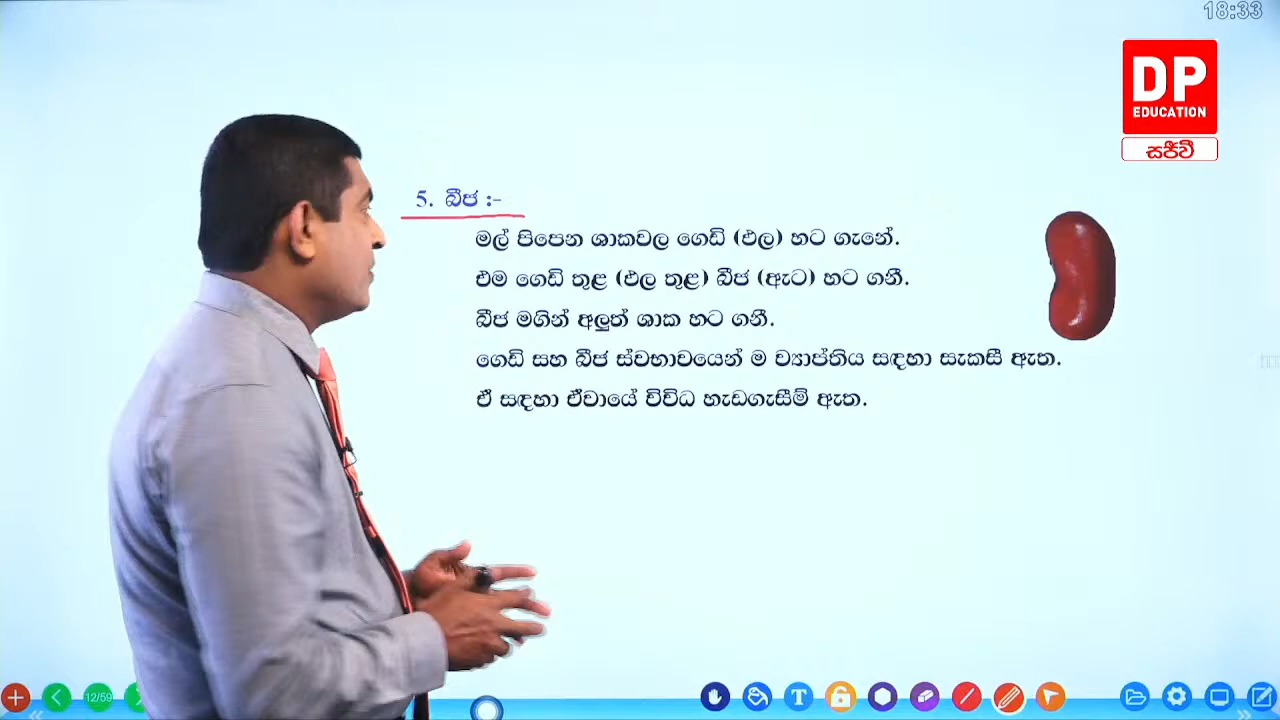 18:33
DP
EDUCATION
සජීවී
5. බීජ :-
මල් පිපෙන ශාකවල ගෙඩි (ඵල) හට ගැනේ.
එම ගෙඩි තුළ (ඵල තුළ) බීජ (ඇට) හට ගනී.
බීජ මගින් අලුත් ශාක හට ගනී.
ගෙඩි සහ බීජ ස්වභාවයෙන් ම ව්‍යාප්තිය සඳහා සැකසී ඇත.
ඒ සඳහා ඒවායේ විවිධ හැඩගැසීම් ඇත.
12/59
T